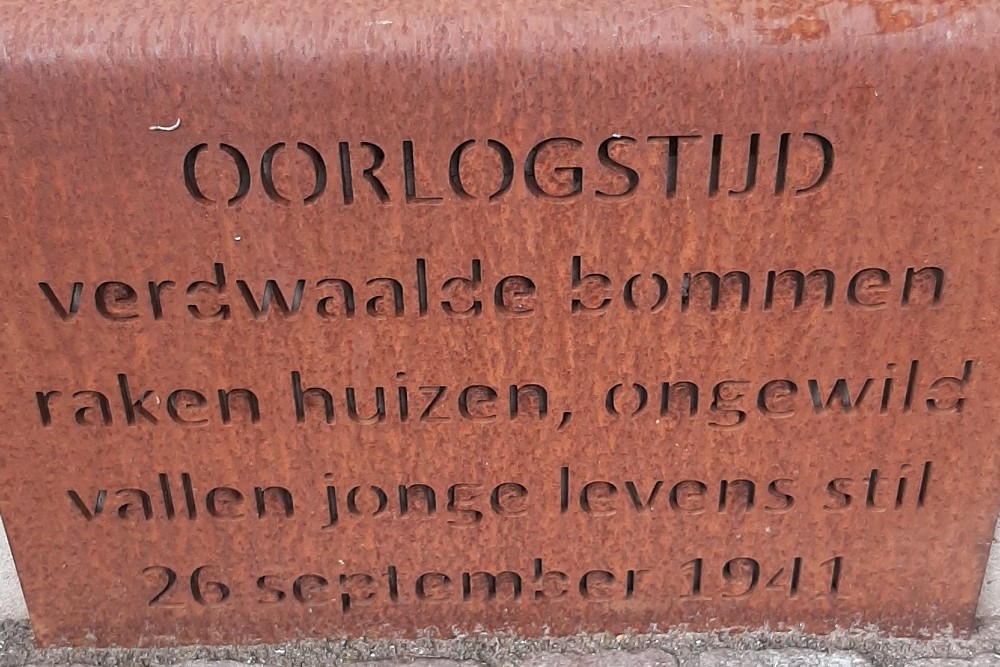 OORLOGSTIJD
verdwaalde bommen
raken huizen, ongewild
vallen jonge levens stil
26 september 1941